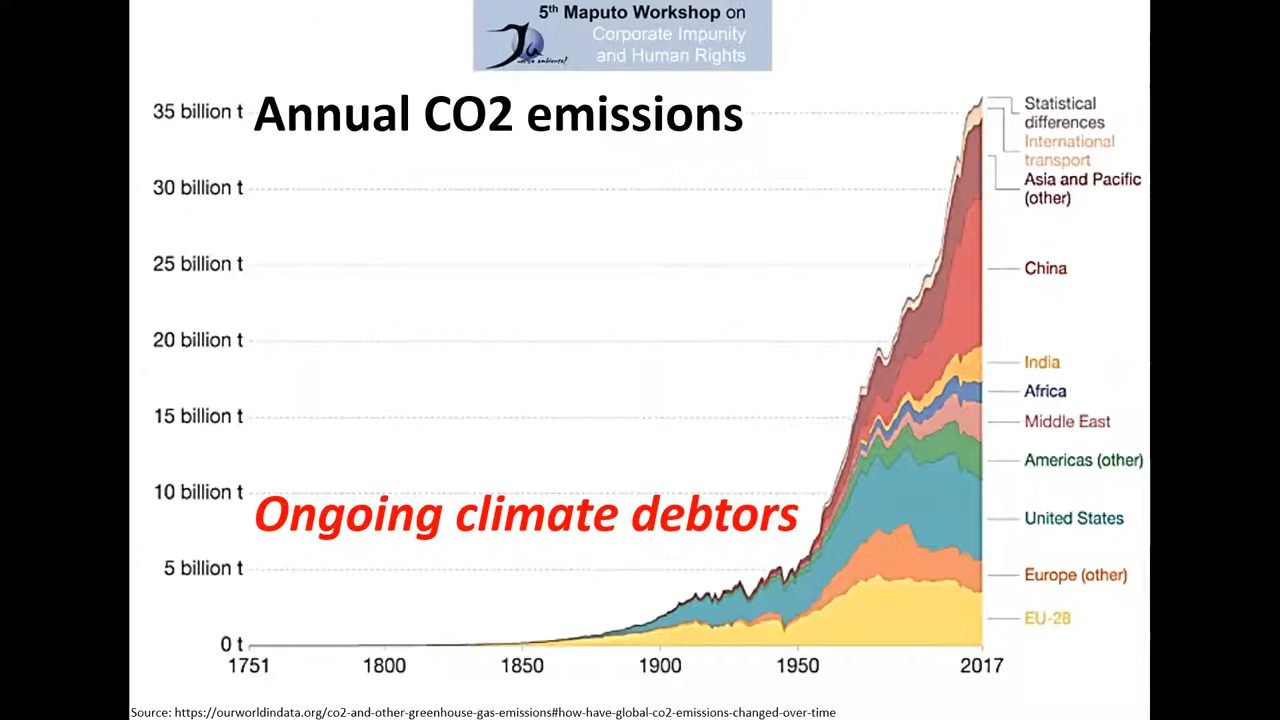 5th Maputo Workshop on
Corporate Impunity
and Human Rights
Annual CO2 emissions
35 billion t
30 billion t
25 billion t
20 billion t
15 billion t
10 billion t
5 billion t
0 t
Ongoing climate debtors
Statistical
differences
International
transport
Asia and Pacific
(other)
China
India
Africa
Middle East
Americas (other)
United States
Europe (other)
EU-28
1751
1800
1850
1900
1950
2017
Source: https://ourworldindata.org/co2-and-other-greenhouse-gas-emissions#how-have-global-co2-emissions-changed-over-time